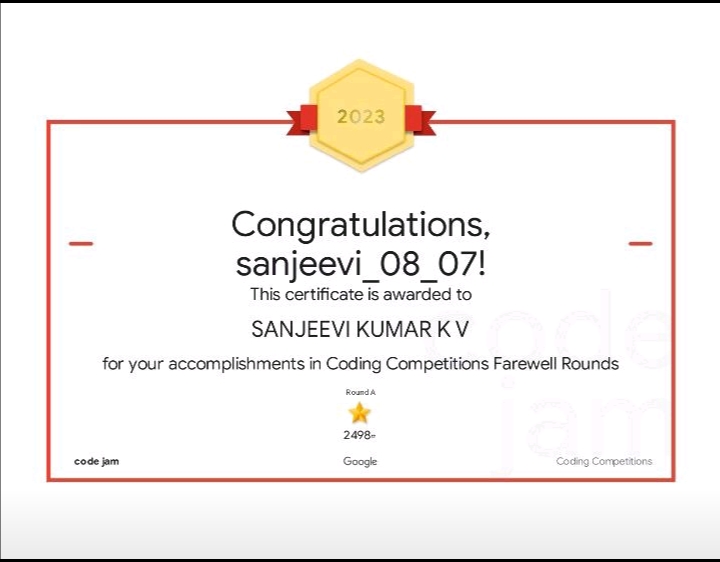 2023
Congratulations,
sanjeevi_08_07!
This certificate is awarded to
SANJEEVI KUMAR K V
for your accomplishments in Coding Competitions Farewell Rounds
Round A
2498
code jam
Google
Coding Competitions
code
jam